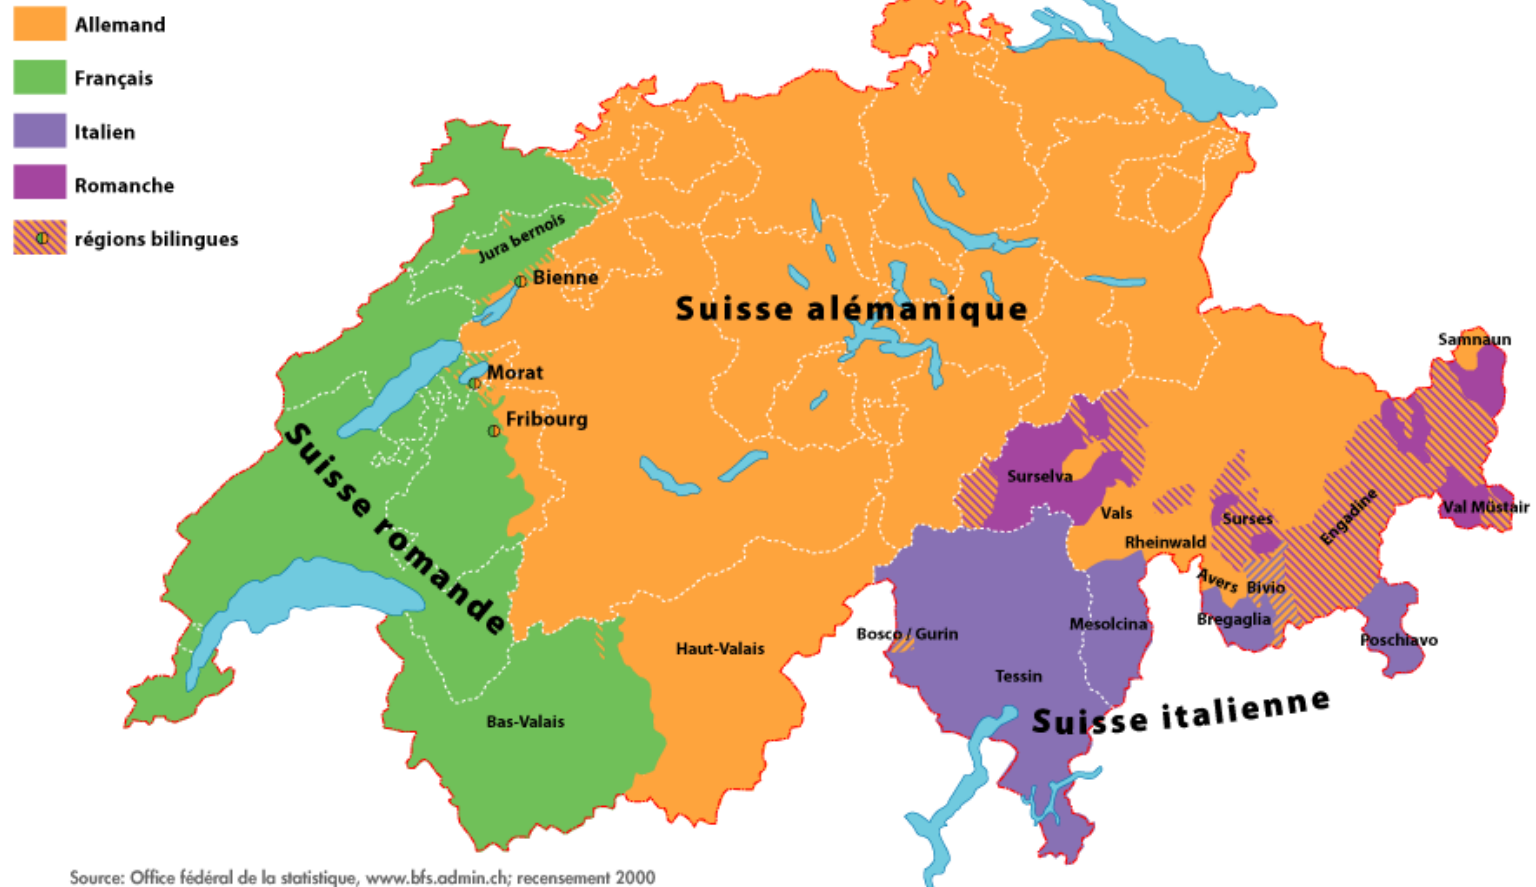 Allemand
Français
Italien
Romanche
régions bilingues
Jura bernois
Bienne
Suisse alémanique
Samnaun
Morat
Fribourg
Suisse romande
Surselva
Vals
Surses
Engadine
Val Müstair
Rheinwald
Avers
Bivio
Bregaglia
Mesolcina
Bosco / Gurin
Poschiavo
Haut-Valais
Tessin
Bas-Valais
Suisse italienne
Source: Office fédéral de la statistique, www.bfs.admin.ch; recensement 2000